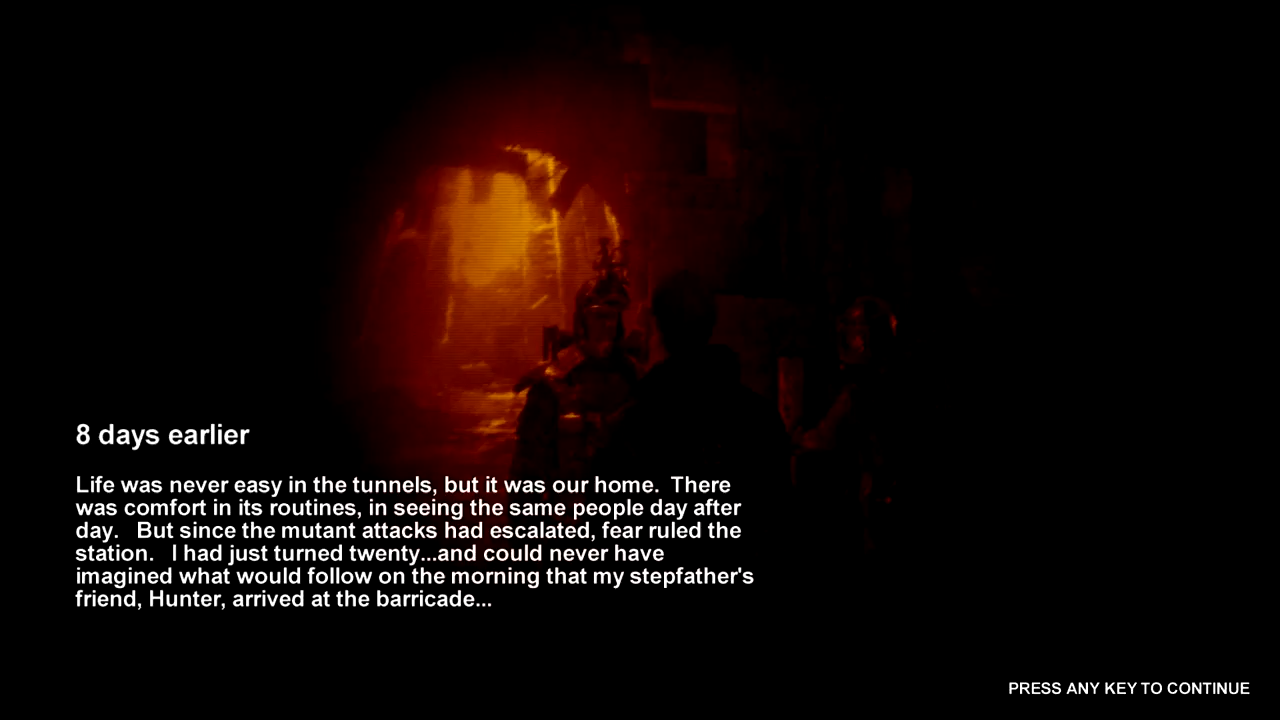 8 days earlier
Life was never easy in the tunnels, but it was our home.  There
was comfort in its routines, in seeing the same people day after
day.   But since the mutant attacks had escalated, fear ruled the
station.   I had just turned twenty...and could never have
imagined what would follow on the morning that my stepfather's
friend, Hunter, arrived at the barricade...
PRESS ANY KEY TO CONTINUE